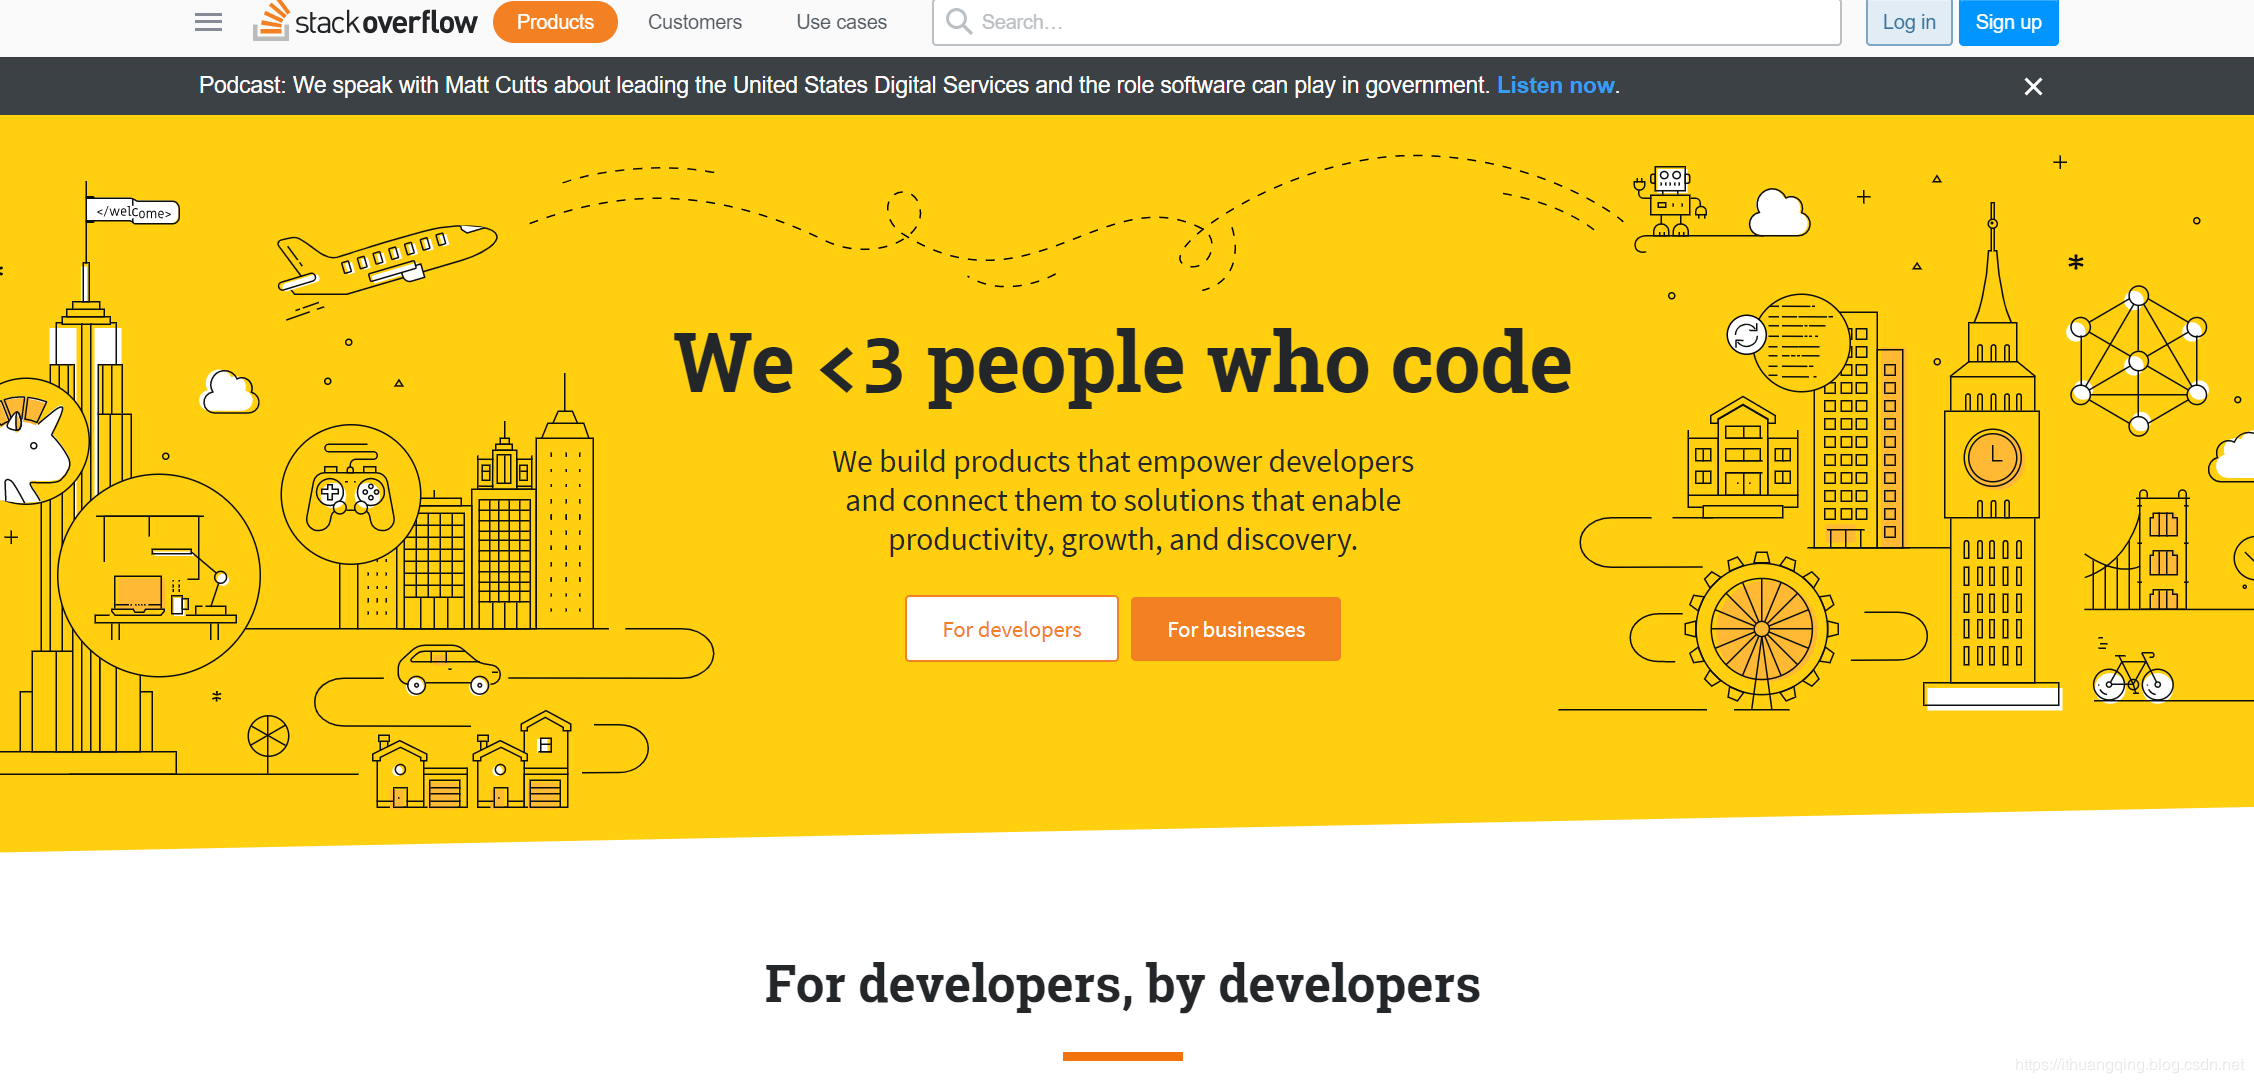 stackoverflow Products Customers Use cases Search... Log in Sign up
Podcast: We speak with Matt Cutts about leading the United States Digital Services and the role software can play in government. Listen now.
</welcome>
We <3 people who code
We build products that empower developers
and connect them to solutions that enable
productivity, growth, and discovery.
For developers For businesses
For developers, by developers
https://ithuangqing.blog.csdn.net